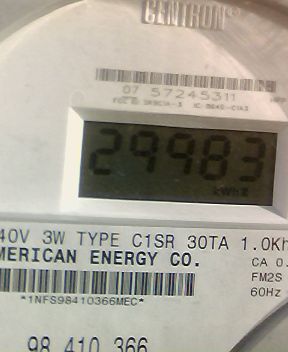 CENTRON®
07 57245311
29983
kWh
40V 3W TYPE C1SR 30TA 1.0Kh
MERICAN ENERGY CO.
CA 0.
FM2S
60Hz
*1NFS98410366MEC*
98 410 366